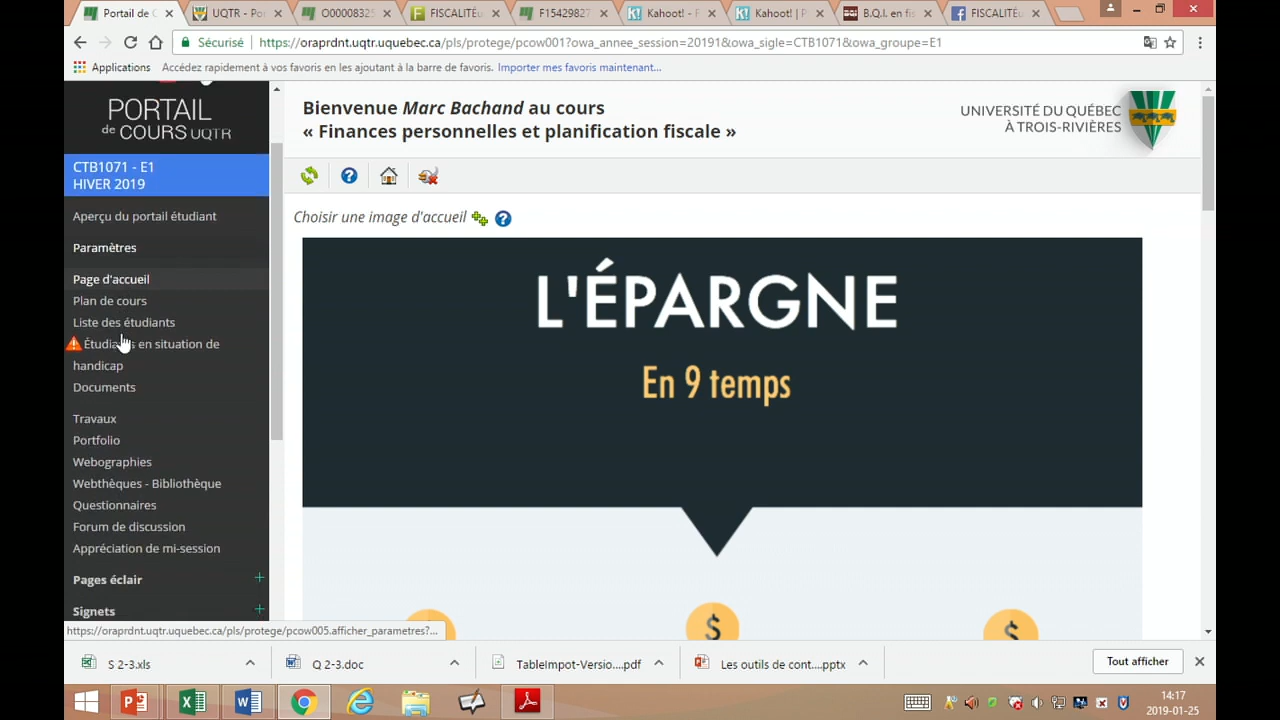 Portail de C
UQTR - Por
O00000832
FISCALITÉu
F15429827
Kahoot! - F
Kahoot! | P
B.Q.I. en fis
FISCALITÉu
Sécurisé
https://oraprdnt.uqtr.uquebec.ca/pls/protege/pcow001?owa_annee_session=20191&owa_sigle=CTB1071&owa_groupe=E1
Applications
Accédez rapidement à vos favoris en les ajoutant à la barre de favoris. Importer mes favoris maintenant...
PORTAIL
de COURS UQTR
CTB1071 - E1
HIVER 2019
Aperçu du portail étudiant
Paramètres
Page d'accueil
Plan de cours
Liste des étudiants
Étudiants en situation de
handicap
Documents
Travaux
Portfolio
Webographies
Webthèques - Bibliothèque
Questionnaires
Forum de discussion
Appréciation de mi-session
Pages éclair +
Signets +
Bienvenue Marc Bachand au cours
« Finances personnelles et planification fiscale »
UNIVERSITÉ DU QUÉBEC
À TROIS-RIVIÈRES
Choisir une image d'accueil
L'ÉPARGNE
En 9 temps
$ $
https://oraprdnt.uqtr.uquebec.ca/pls/protege/pcow005.afficher_parametres?...
S 2-3.xls
Q 2-3.doc
TableImpot-Versio....pdf
Les outils de cont....pptx
Tout afficher
14:17
2019-01-25